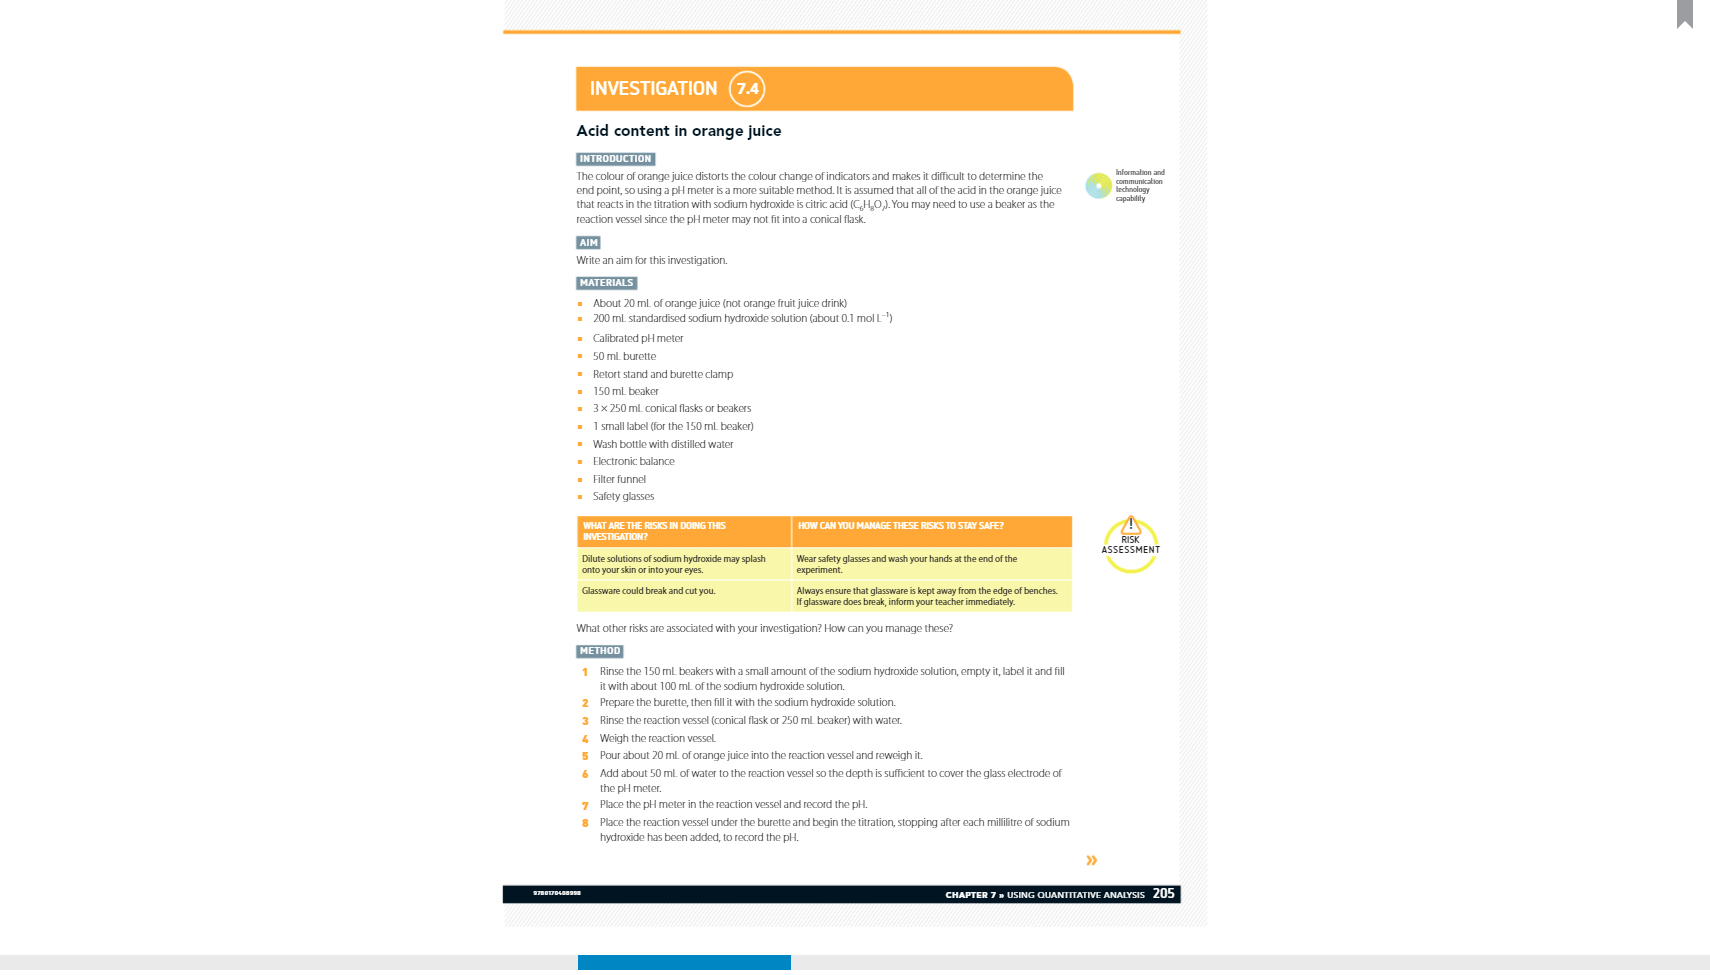 INVESTIGATION 7.4
Acid content in orange juice
INTRODUCTION
The colour of orange juice distorts the colour change of indicators and makes it difficult to determine the
end point, so using a pH meter is a more suitable method. It is assumed that all of the acid in the orange juice
that reacts in the titration with sodium hydroxide is citric acid (C₆H₈O₇). You may need to use a beaker as the
reaction vessel since the pH meter may not fit into a conical flask.
Information and
communication
technology
capability
AIM
Write an aim for this investigation.
MATERIALS
About 20 mL of orange juice (not orange fruit juice drink)
200 mL standardised sodium hydroxide solution (about 0.1 mol L⁻¹)
Calibrated pH meter
50 mL burette
Retort stand and burette clamp
150 mL beaker
3 × 250 mL conical flasks or beakers
1 small label (for the 150 mL beaker)
Wash bottle with distilled water
Electronic balance
Filter funnel
Safety glasses
WHAT ARE THE RISKS IN DOING THIS
INVESTIGATION?
HOW CAN YOU MANAGE THESE RISKS TO STAY SAFE?
Dilute solutions of sodium hydroxide may splash
onto your skin or into your eyes.
Wear safety glasses and wash your hands at the end of the
experiment.
Glassware could break and cut you.
Always ensure that glassware is kept away from the edge of benches.
If glassware does break, inform your teacher immediately.
!
RISK
ASSESSMENT
What other risks are associated with your investigation? How can you manage these?
METHOD
1 Rinse the 150 mL beakers with a small amount of the sodium hydroxide solution, empty it, label it and fill
it with about 100 mL of the sodium hydroxide solution.
2 Prepare the burette, then fill it with the sodium hydroxide solution.
3 Rinse the reaction vessel (conical flask or 250 mL beaker) with water.
4 Weigh the reaction vessel.
5 Pour about 20 mL of orange juice into the reaction vessel and reweigh it.
6 Add about 50 mL of water to the reaction vessel so the depth is sufficient to cover the glass electrode of
the pH meter.
7 Place the pH meter in the reaction vessel and record the pH.
8 Place the reaction vessel under the burette and begin the titration, stopping after each millilitre of sodium
hydroxide has been added, to record the pH.
»
CHAPTER 7 » USING QUANTITATIVE ANALYSIS 205